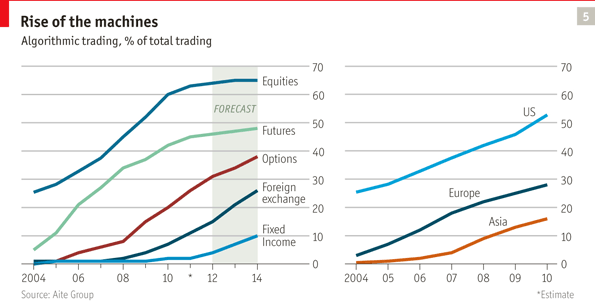 Rise of the machines
5
Algorithmic trading, % of total trading
70
60
50
40
30
20
10
0
Equities
FORECAST
Futures
Options
Foreign
exchange
Fixed
Income
2004 06 08 10 * 12 14
70
60
50
40
30
20
10
0
US
Europe
Asia
2004 05 06 07 08 09 10
Source: Aite Group
*Estimate